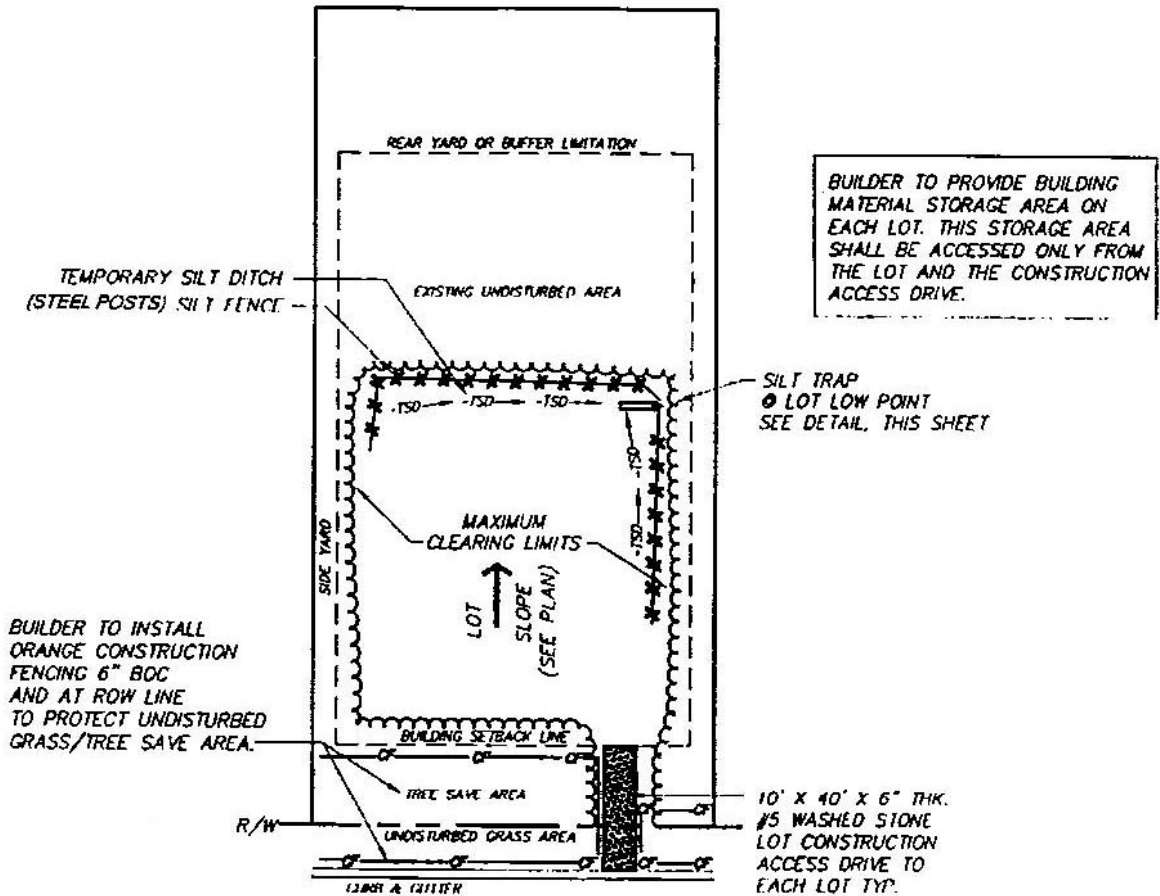 REAR YARD OR BUFFER LIMITATION
BUILDER TO PROVIDE BUILDING
MATERIAL STORAGE AREA ON
EACH LOT. THIS STORAGE AREA
SHALL BE ACCESSED ONLY FROM
THE LOT AND THE CONSTRUCTION
ACCESS DRIVE.
TEMPORARY SILT DITCH
(STEEL POSTS) SILT FENCE
EXISTING UNDISTURBED AREA
SILT TRAP
@ LOT LOW POINT
SEE DETAIL, THIS SHEET
-TSD
-TSD
-TSD
-TSD
-TSD
MAXIMUM
CLEARING LIMITS
SIDE YARD
LOT
SLOPE
(SEE PLAN)
BUILDER TO INSTALL
ORANGE CONSTRUCTION
FENCING 6" BOC
AND AT ROW LINE
TO PROTECT UNDISTURBED
GRASS/TREE SAVE AREA.
BUILDING SETBACK LINE
CF CF CF
TREE SAVE AREA
CF CF
R/W
UNDISTURBED GRASS AREA
CF CF CF CF CF
CURB & GUTTER
10' X 40' X 6" THK.
#5 WASHED STONE
LOT CONSTRUCTION
ACCESS DRIVE TO
EACH LOT TYP.